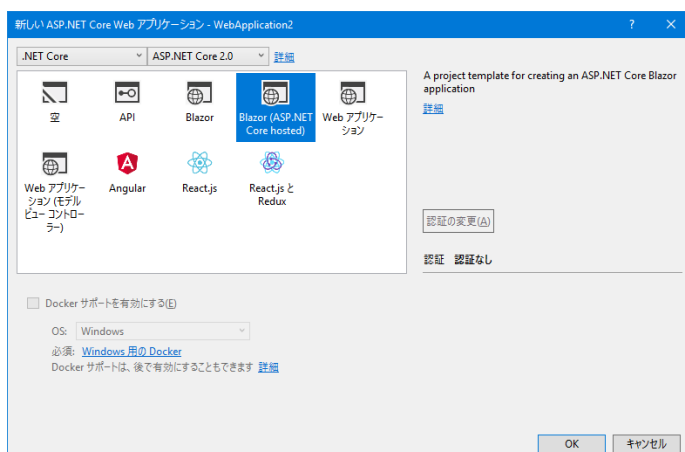 新しい ASP.NET Core Web アプリケーション - WebApplication2
.NET Core
ASP.NET Core 2.0
詳細
空
API
Blazor
Blazor (ASP.NET
Core hosted)
Web アプリケー
ション
Web アプリケー
ション (モデル
ビュー コントロー
ラー)
Angular
React.js
React.js と
Redux
A project template for creating an ASP.NET Core Blazor
application
詳細
認証の変更(A)
認証 認証なし
Docker サポートを有効にする(E)
OS: Windows
必須: Windows 用の Docker
Docker サポートは、後で有効にすることもできます 詳細
OK
キャンセル